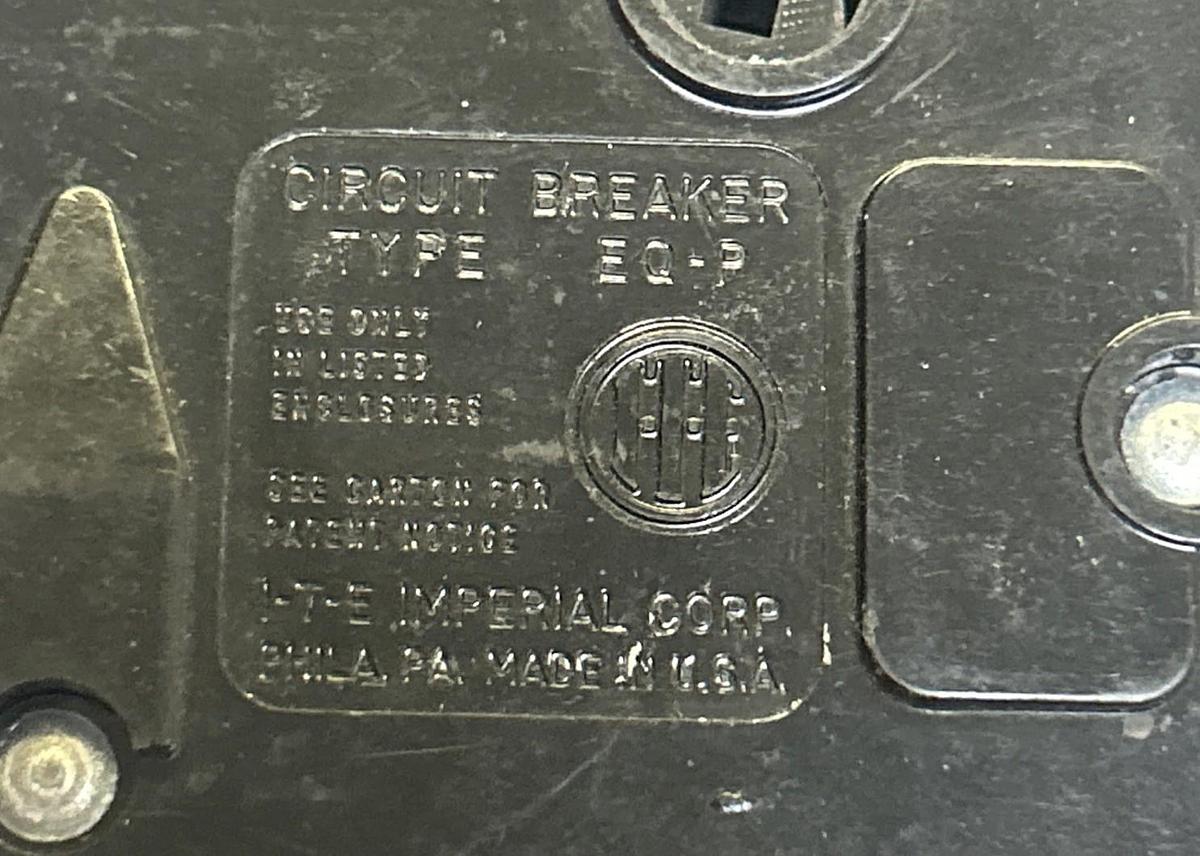 CIRCUIT BREAKER
TYPE EQ-P
USE ONLY
IN LISTED
ENCLOSURES
SEE CARTON FOR
PATENT NOTICE
I-T-E IMPERIAL CORP.
PHILA. PA. MADE IN U.S.A.